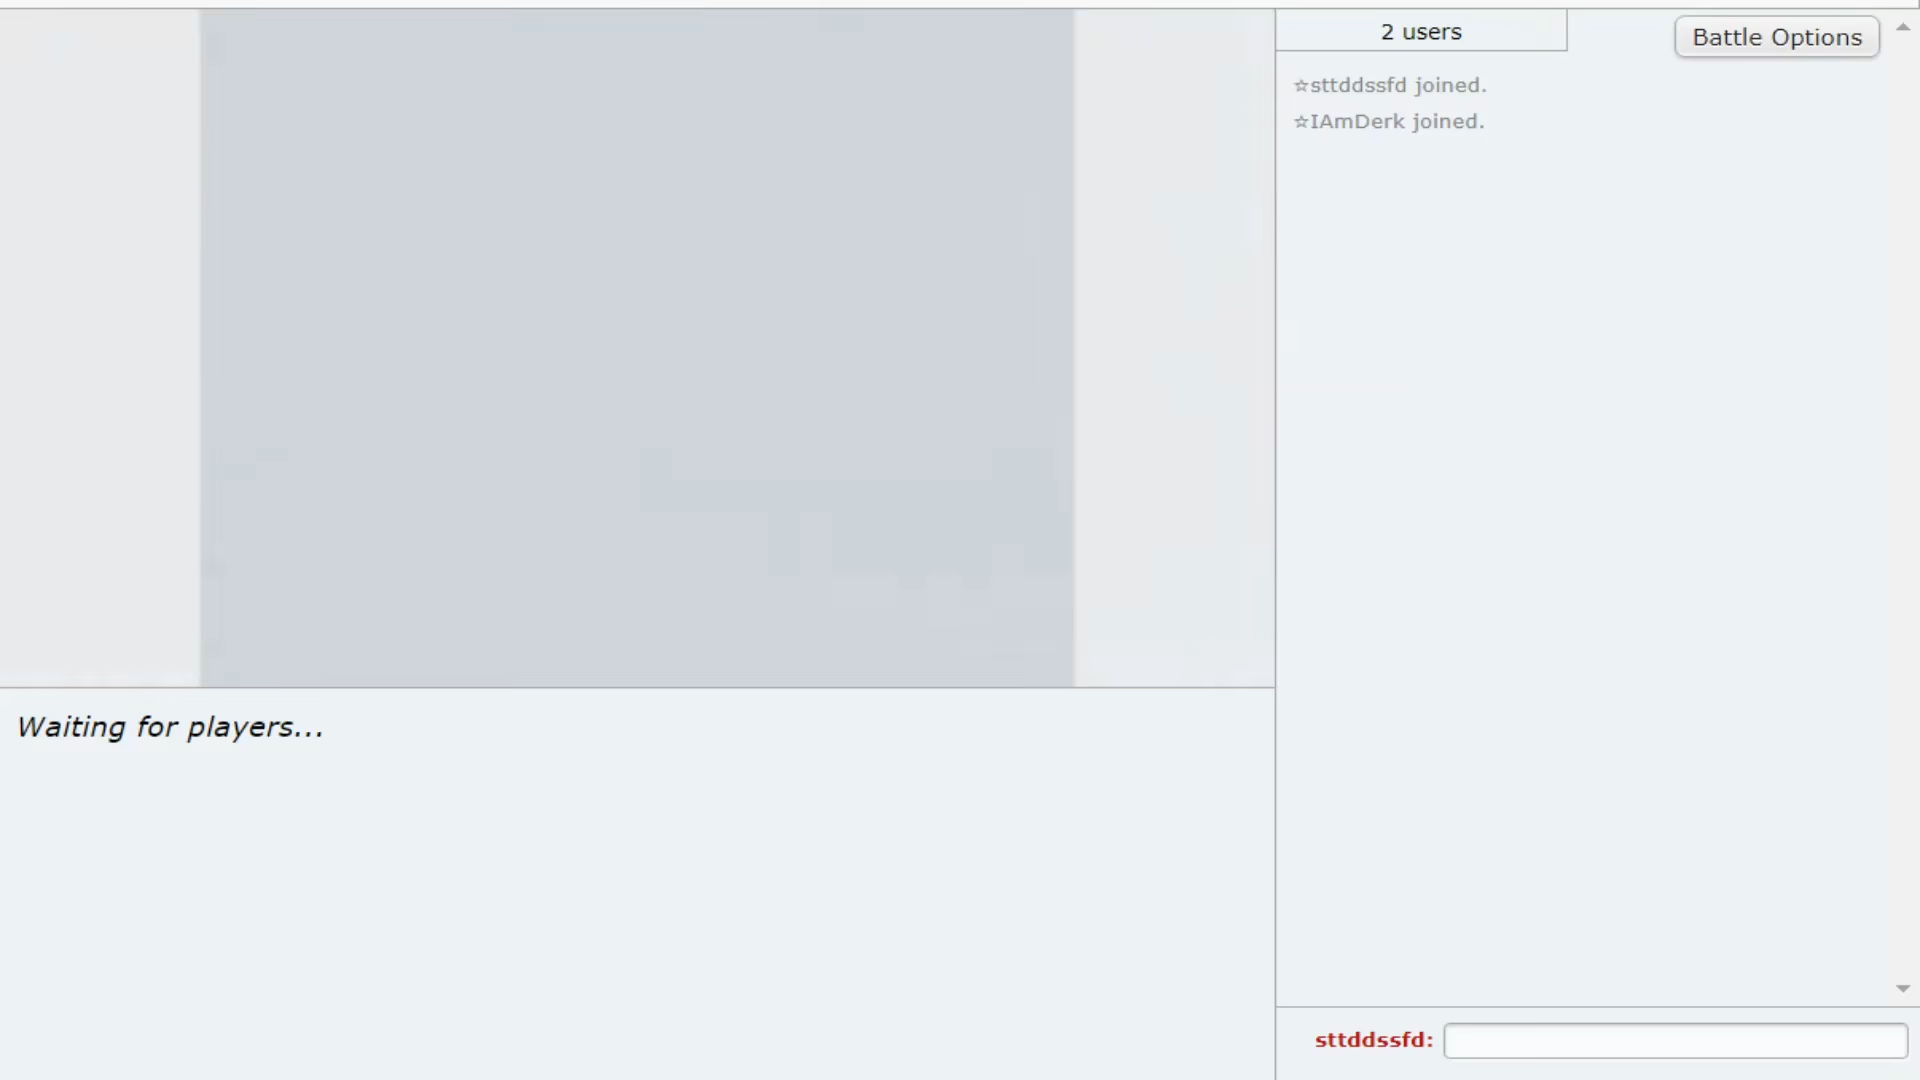 2 users
Battle Options
☆sttddssfd joined.
☆IAmDerk joined.
Waiting for players...
sttddssfd: